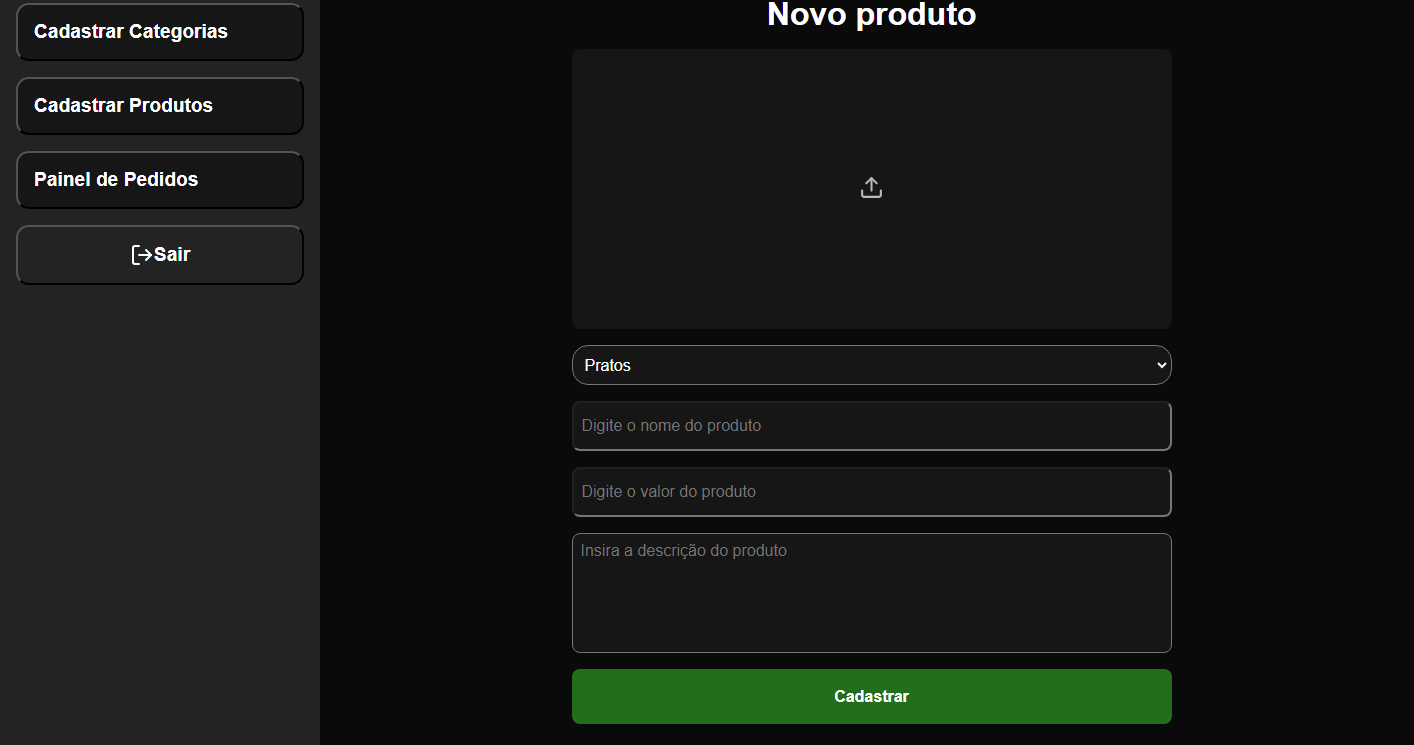 Cadastrar Categorias
Cadastrar Produtos
Painel de Pedidos
Sair
Novo produto
Pratos
Digite o nome do produto
Digite o valor do produto
Insira a descrição do produto
Cadastrar